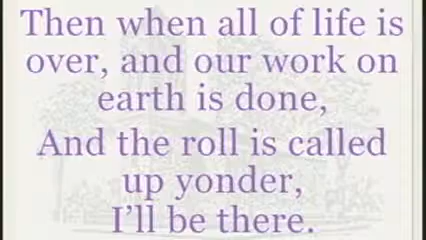 Then when all of life is
over, and our work on
earth is done,
And the roll is called
up yonder,
I’ll be there.